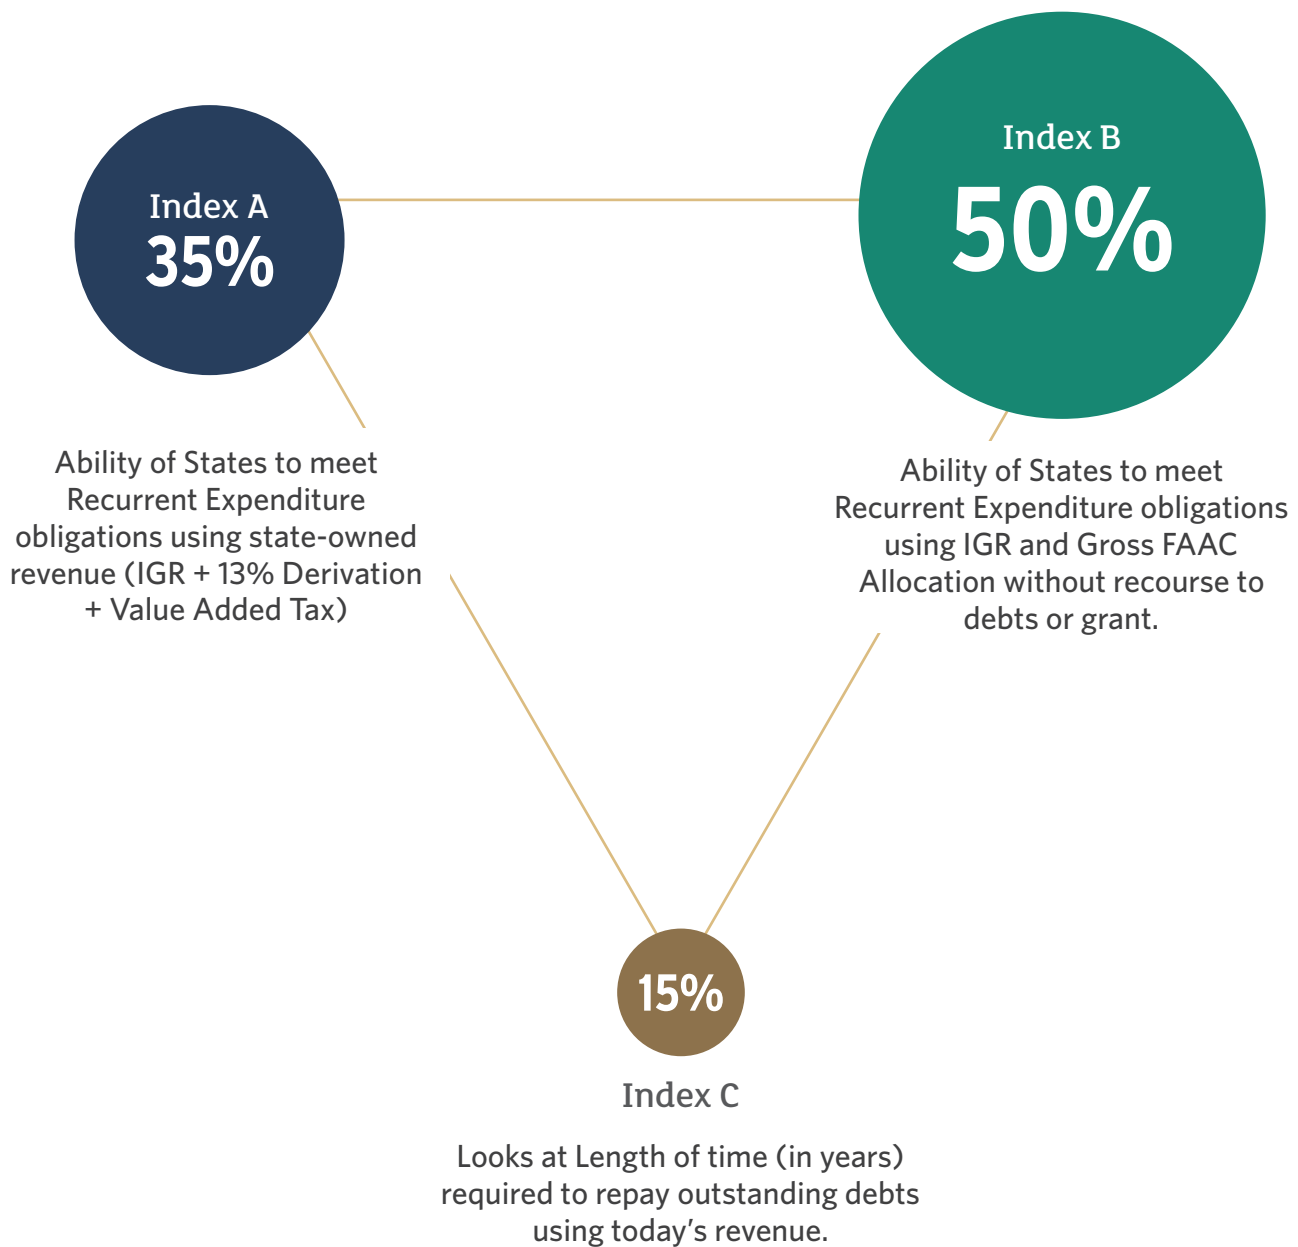 Index A
35%
Ability of States to meet
Recurrent Expenditure
obligations using state-owned
revenue (IGR + 13% Derivation
+ Value Added Tax)
Index B
50%
Ability of States to meet
Recurrent Expenditure obligations
using IGR and Gross FAAC
Allocation without recourse to
debts or grant.
15%
Index C
Looks at Length of time (in years)
required to repay outstanding debts
using today’s revenue.